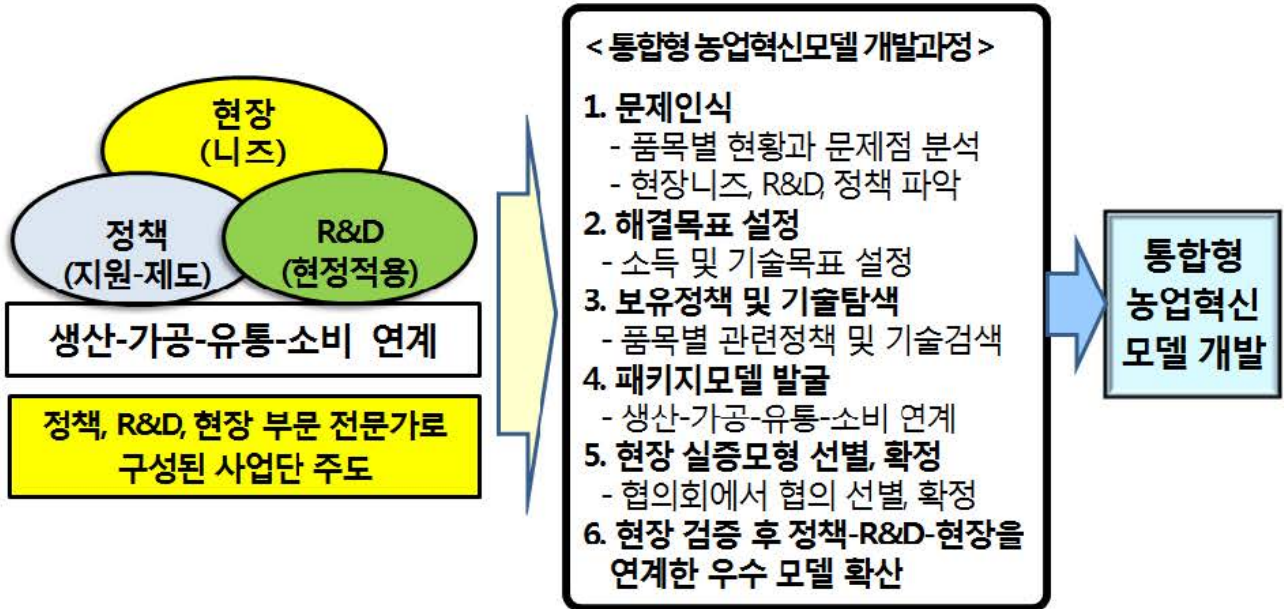 현장
(니즈)
정책
(지원-제도)
R&D
(현정적용)
생산-가공-유통-소비 연계
정책, R&D, 현장 부문 전문가로
구성된 사업단 주도
< 통합형 농업혁신모델 개발과정 >
1. 문제인식
- 품목별 현황과 문제점 분석
- 현장니즈, R&D, 정책 파악
2. 해결목표 설정
- 소득 및 기술목표 설정
3. 보유정책 및 기술탐색
- 품목별 관련정책 및 기술검색
4. 패키지모델 발굴
- 생산-가공-유통-소비 연계
5. 현장 실증모형 선별, 확정
- 협의회에서 협의 선별, 확정
6. 현장 검증 후 정책-R&D-현장을
연계한 우수 모델 확산
통합형
농업혁신
모델 개발